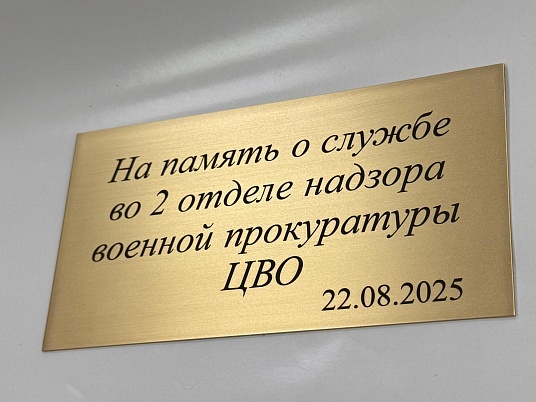 На память о службе
во 2 отделе надзора
военной прокуратуры
ЦВО
22.08.2025